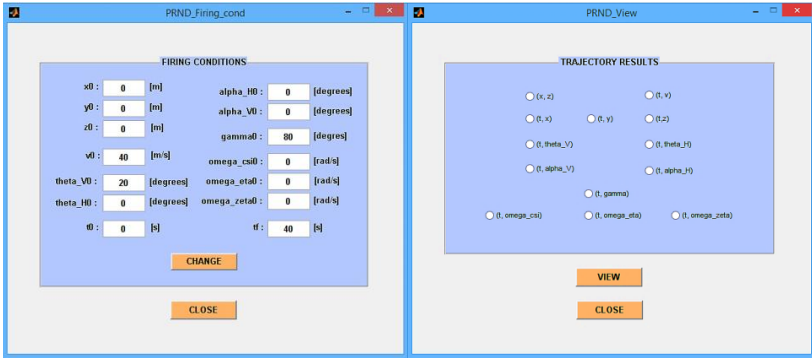 PRND_Firing_cond
FIRING CONDITIONS
x0 : 0 [m]
y0 : 0 [m]
z0 : 0 [m]
v0 : 40 [m/s]
theta_V0 : 20 [degrees]
theta_H0 : 0 [degrees]
t0 : 0 [s]
alpha_H0 : 0 [degrees]
alpha_V0 : 0 [degrees]
gamma0 : 80 [degres]
omega_csi0 : 0 [rad/s]
omega_eta0 : 0 [rad/s]
omega_zeta0 : 0 [rad/s]
tf : 40 [s]
CHANGE
CLOSE
PRND_View
TRAJECTORY RESULTS
(x, z) (t, v)
(t, x) (t, y) (t,z)
(t, theta_V) (t, theta_H)
(t, alpha_V) (t, alpha_H)
(t, gamma)
(t, omega_csi) (t, omega_eta) (t, omega_zeta)
VIEW
CLOSE